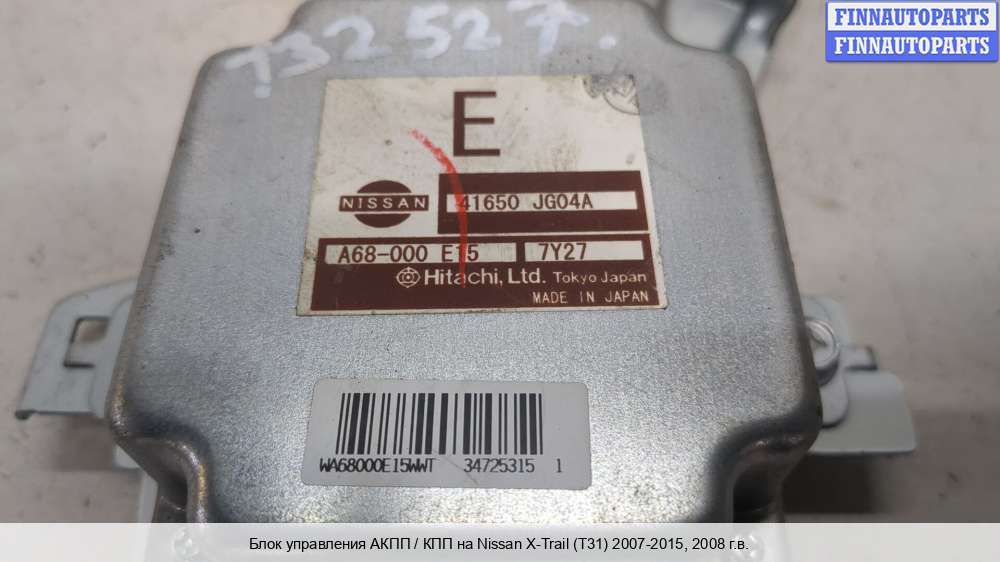 FINNAUTOPARTS
FINNAUTOPARTS
T32527.
E
NISSAN
41650 JG04A
A68-000 E15 7Y27
Hitachi, Ltd. Tokyo Japan
MADE IN JAPAN
WA68000E15WWT 34725315 1
Блок управления АКПП / КПП на Nissan X-Trail (T31) 2007-2015, 2008 г.в.